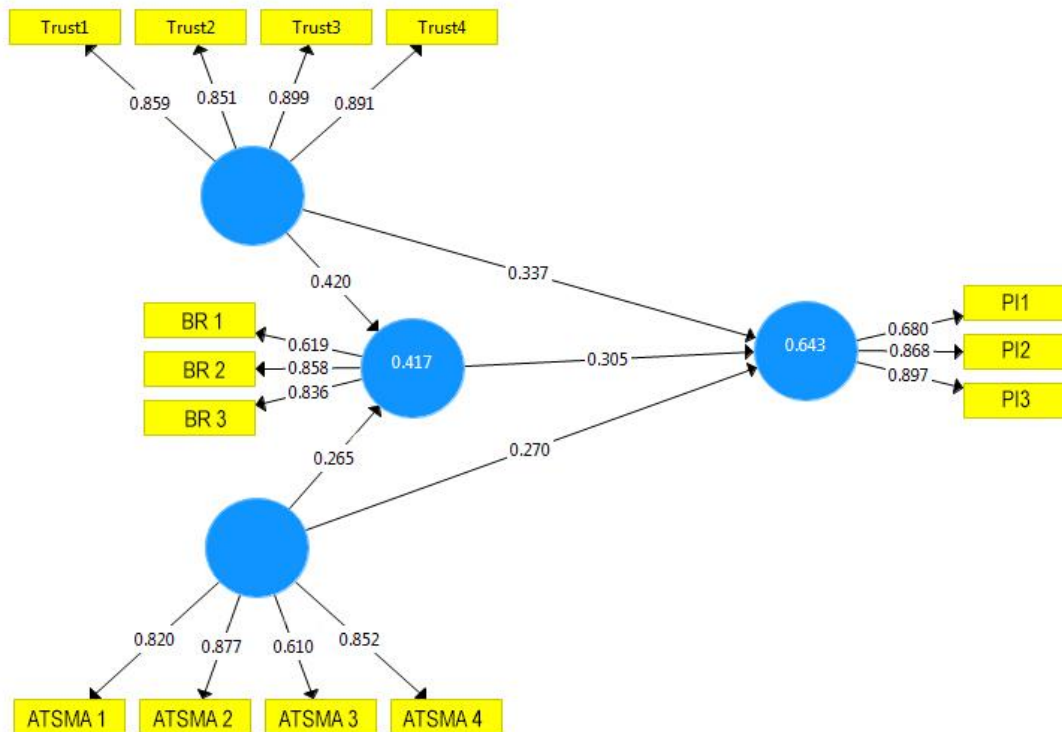 Trust1 Trust2 Trust3 Trust4
0.859 0.851 0.899 0.891
0.420
0.337
BR 1
BR 2
BR 3
0.619
0.858
0.836
0.417
0.305
0.643
0.680
0.868
0.897
PI1
PI2
PI3
0.265
0.270
0.820 0.877 0.610 0.852
ATSMA 1 ATSMA 2 ATSMA 3 ATSMA 4